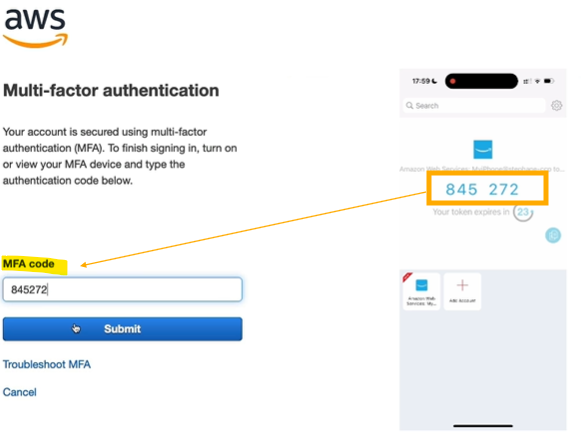 aws
Multi-factor authentication
Your account is secured using multi-factor
authentication (MFA). To finish signing in, turn on
or view your MFA device and type the
authentication code below.
MFA code
845272
Submit
Troubleshoot MFA
Cancel
17:59
Search
Amazon Web Services
845 272
Your token expires in 23
Amazon Web
Services My...
Add account